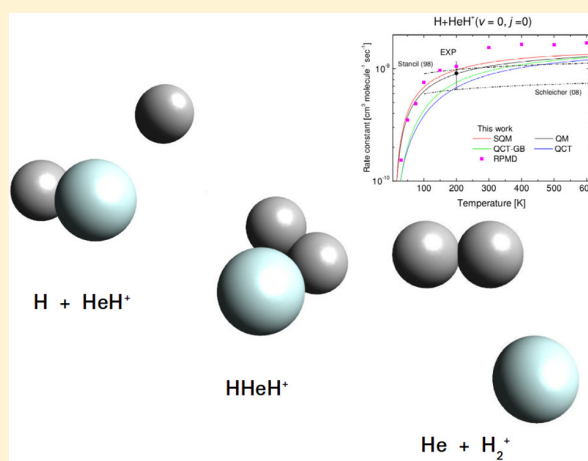 H+HeH⁺(v = 0, j =0)
Rate constant [cm³ molecule⁻¹ sec⁻¹]
10⁻⁹
10⁻¹⁰
EXP
Stancil (98)
Schleicher (08)
This work
SQM QM
QCT-GB QCT
RPMD
100 200 300 400 500 600
Temperature [K]
H + HeH⁺
HHeH⁺
He + H₂⁺